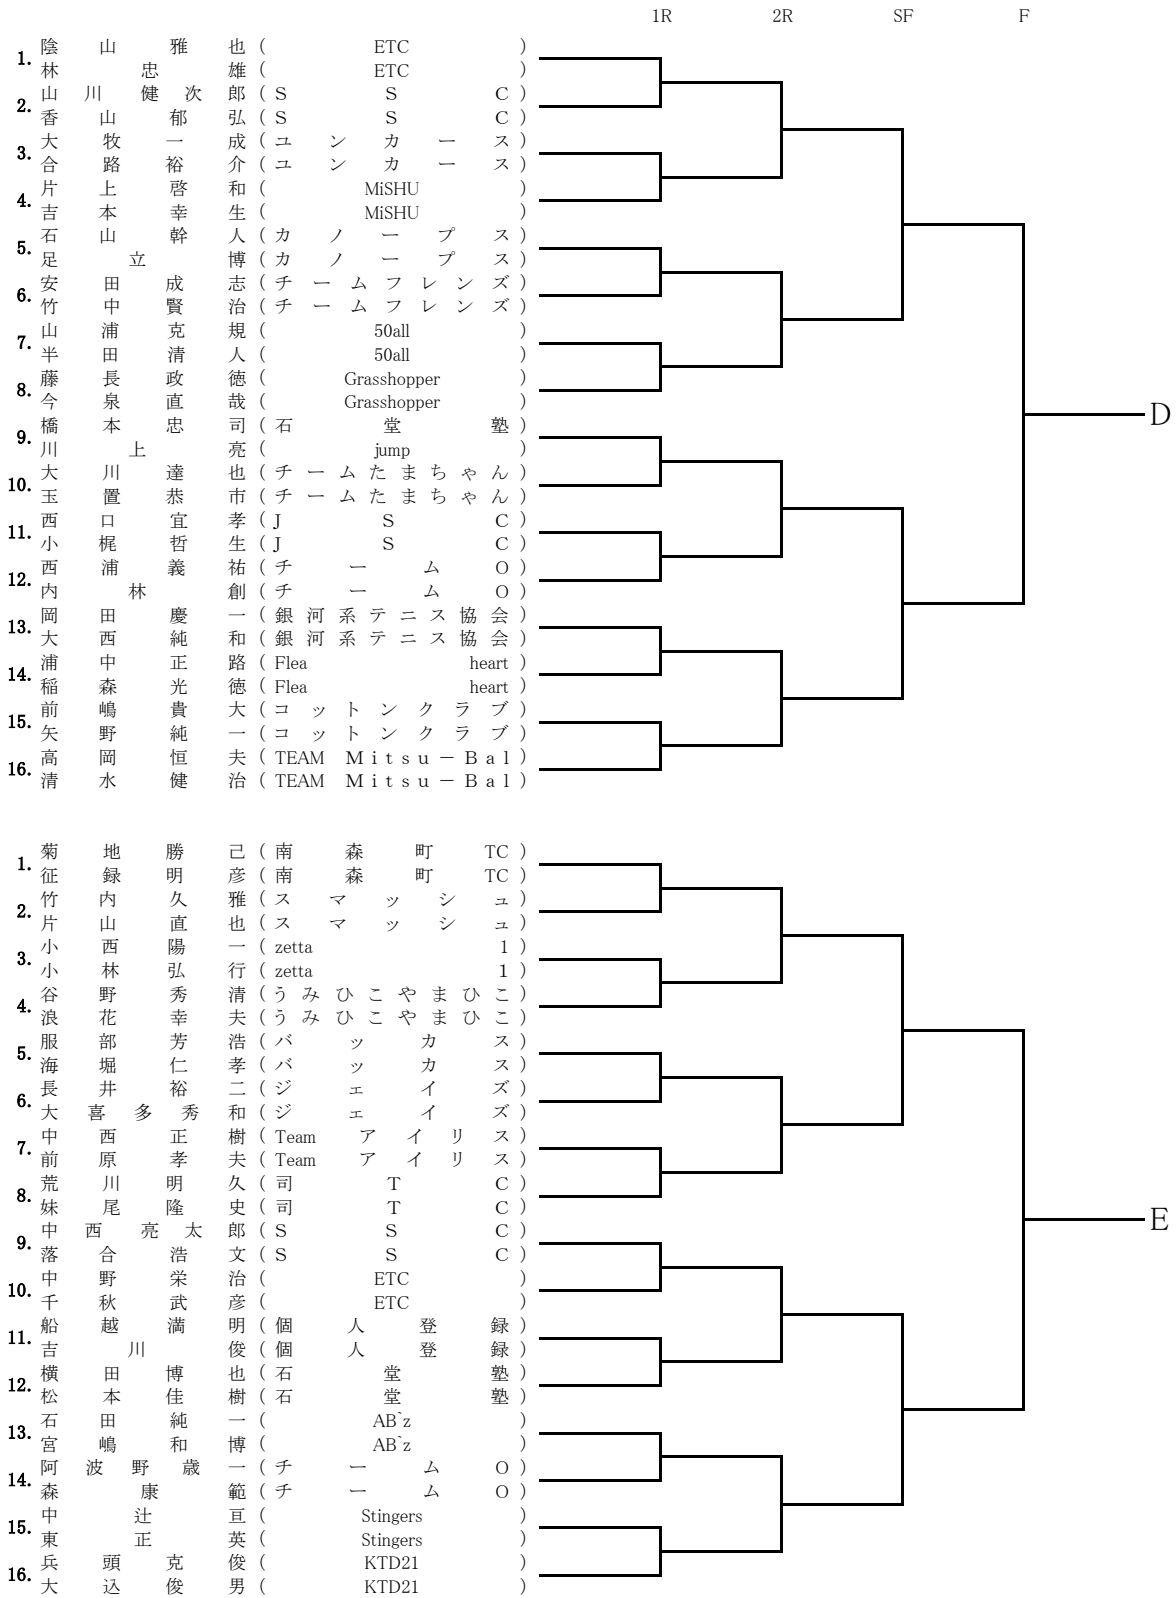 1R 2R SF F
1. 陰山雅也 ( ETC )
林忠雄 ( ETC )
2. 山川健次郎 ( S S C )
香山郁弘 ( S S C )
3. 大牧一成 ( ユンカース )
合路裕介 ( ユンカース )
4. 片上啓和 ( MiSHU )
吉本幸生 ( MiSHU )
5. 石山幹人 ( カノープス )
足立博 ( カノープス )
6. 安田成志 ( チームフレンズ )
竹中賢治 ( チームフレンズ )
7. 山浦克規 ( 50all )
半田清人 ( 50all )
8. 藤長政徳 ( Grasshopper )
今泉直哉 ( Grasshopper )
9. 橋本忠司 ( 石堂塾 )
川上亮 ( jump )
10. 大川達也 ( チームたまちゃん )
玉置恭市 ( チームたまちゃん )
11. 西口宜孝 ( J S C )
小梶哲生 ( J S C )
12. 西浦義祐 ( チームO )
内林創 ( チームO )
13. 岡田慶一 ( 銀河系テニス協会 )
大西純和 ( 銀河系テニス協会 )
14. 浦中正路 ( Flea heart )
稲森光徳 ( Flea heart )
15. 前嶋貴大 ( コットンクラブ )
矢野純一 ( コットンクラブ )
16. 高岡恒夫 ( TEAM Mitsu－Bal )
清水健治 ( TEAM Mitsu－Bal )
D
1. 菊地勝己 ( 南森町TC )
征録明彦 ( 南森町TC )
2. 竹内久雅 ( スマッシュ )
片山直也 ( スマッシュ )
3. 小西陽一 ( zetta 1 )
小林弘行 ( zetta 1 )
4. 谷野秀清 ( うみひこやまひこ )
浪花幸夫 ( うみひこやまひこ )
5. 服部芳浩 ( バッカス )
海堀仁孝 ( バッカス )
6. 長井裕二 ( ジェイズ )
大喜多秀和 ( ジェイズ )
7. 中西正樹 ( Team アイリス )
前原孝夫 ( Team アイリス )
8. 荒川明久 ( 司TC )
妹尾隆史 ( 司TC )
9. 中西亮太郎 ( S S C )
落合浩文 ( S S C )
10. 中野栄治 ( ETC )
千秋武彦 ( ETC )
11. 船越満明 ( 個人登録 )
吉川俊 ( 個人登録 )
12. 横田博也 ( 石堂塾 )
松本佳樹 ( 石堂塾 )
13. 石田純一 ( AB`z )
宮嶋和博 ( AB`z )
14. 阿波野歳一 ( チームO )
森康範 ( チームO )
15. 中辻亘 ( Stingers )
東正英 ( Stingers )
16. 兵頭克俊 ( KTD21 )
大込俊男 ( KTD21 )
E